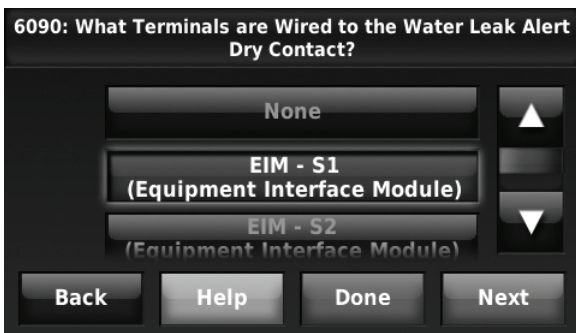 6090: What Terminals are Wired to the Water Leak Alert
Dry Contact?
None
EIM - S1
(Equipment Interface Module)
EIM - S2
(Equipment Interface Module)
Back Help Done Next